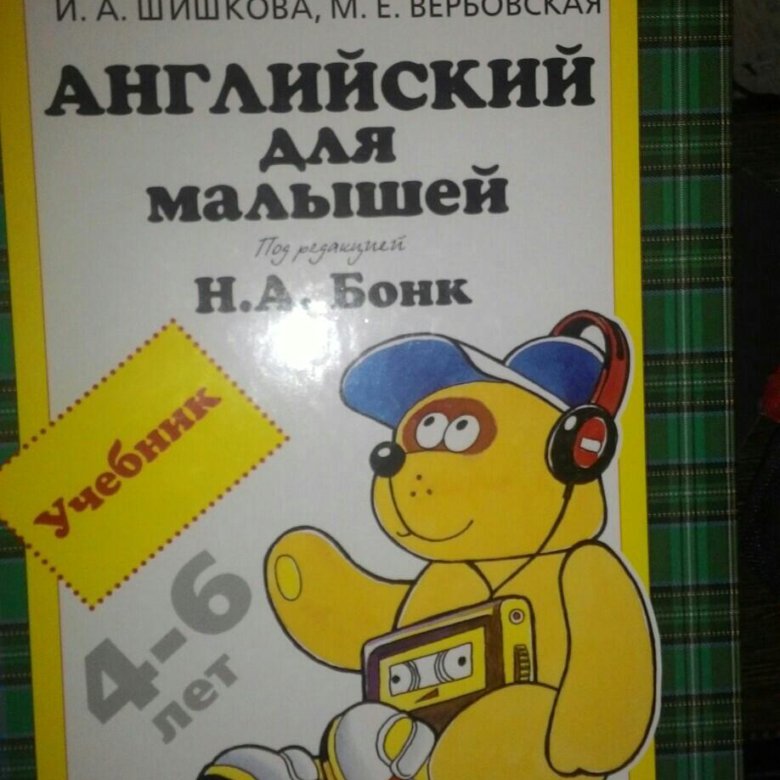 И. А. ШИШКОВА, М. Е. ВЕРБОВСКАЯ
АНГЛИЙСКИЙ
ДЛЯ
МАЛЫШЕЙ
Под редакцией
Н.А. Бонк
Учебник
4-6
лет